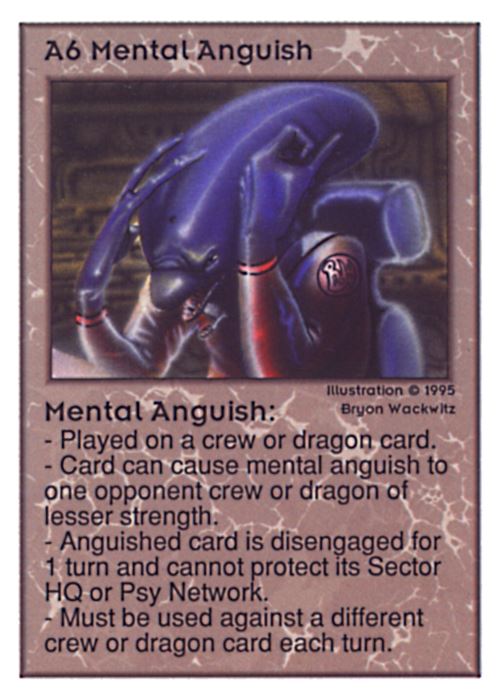 A6 Mental Anguish
Illustration © 1995
Bryon Wackwitz
Mental Anguish:
- Played on a crew or dragon card.
- Card can cause mental anguish to
one opponent crew or dragon of
lesser strength.
- Anguished card is disengaged for
1 turn and cannot protect its Sector
HQ or Psy Network.
- Must be used against a different
crew or dragon card each turn.